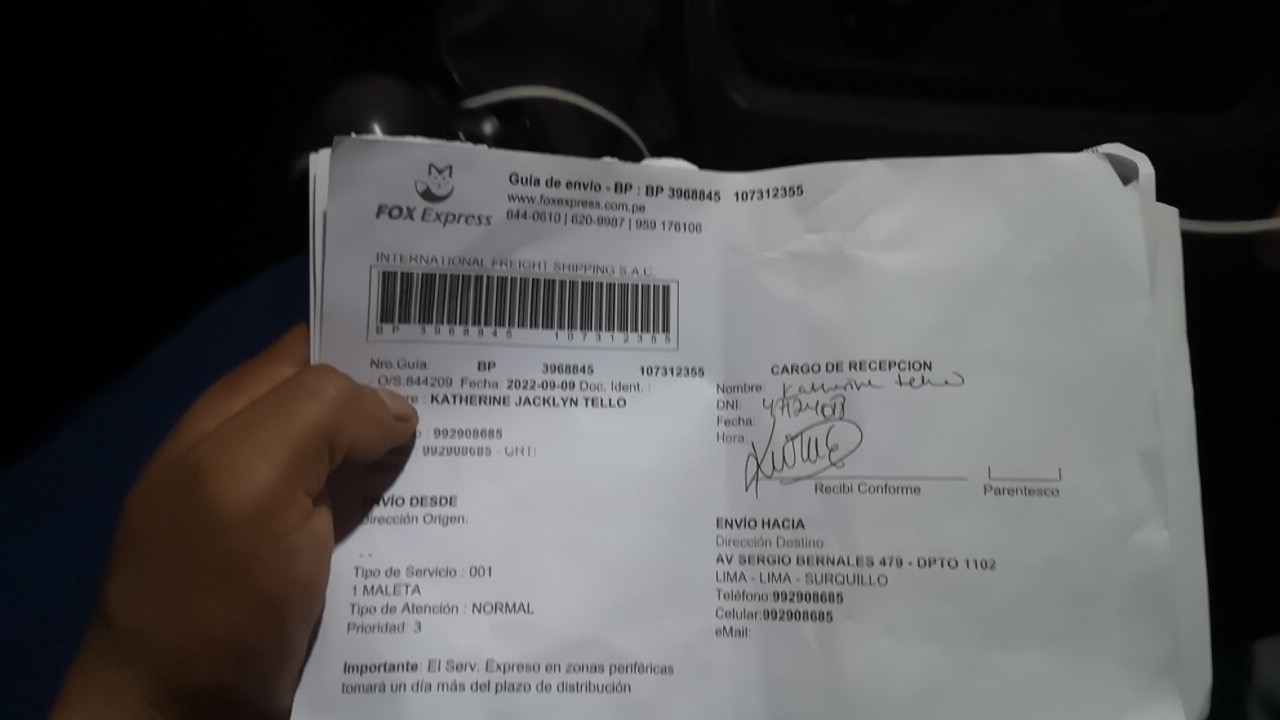 FOX Express
Guía de envío - BP : BP 3968845 107312355
www.foxexpress.com.pe
644-0610 | 620-9987 | 959 176106
INTERNATIONAL FREIGHT SHIPPING S.A.C.
BP 3968845 107312355
Nro.Guía: BP 3968845 107312355
O/S:844209 Fecha: 2022-09-09 Doc. Ident. :
: KATHERINE JACKLYN TELLO
: 992908685
: 992908685 -
ENVÍO DESDE
Dirección Origen:
- -
Tipo de Servicio : 001
1 MALETA
Tipo de Atención : NORMAL
Prioridad: 3
Importante: El Serv. Expreso en zonas periféricas
tomará un día más del plazo de distribución
CARGO DE RECEPCION
Nombre: Katherine Tello
DNI:
Fecha:
Hora:
Recibí Conforme Parentesco
ENVÍO HACIA
Dirección Destino:
AV SERGIO BERNALES 479 - DPTO 1102
LIMA - LIMA - SURQUILLO
Teléfono:992908685
Celular:992908685
eMail: